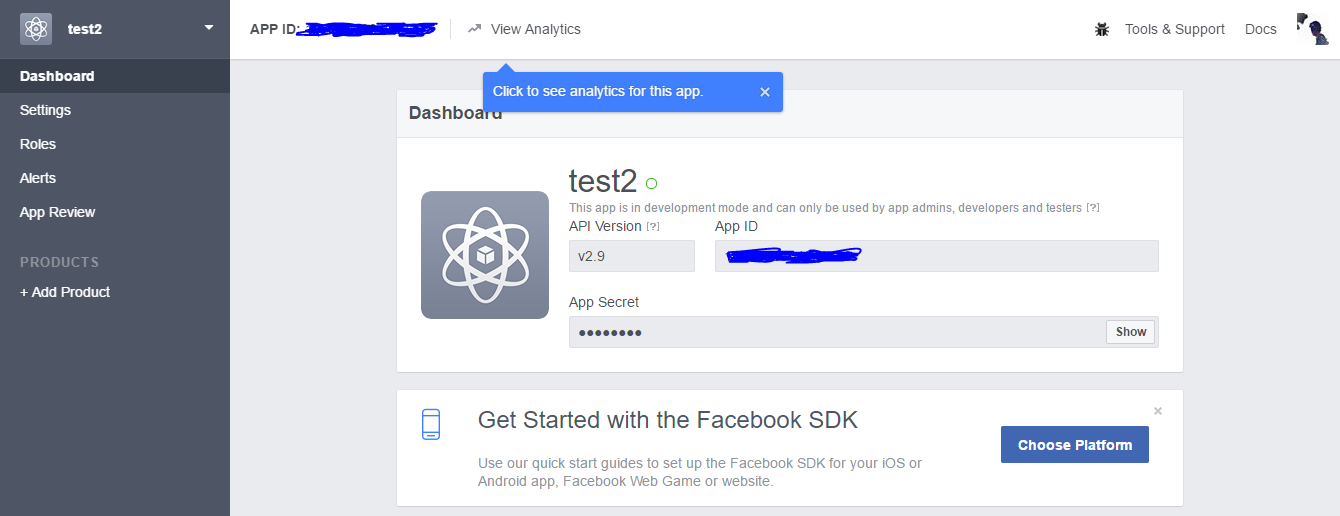 test2
APP ID:
View Analytics
Tools & Support
Docs
Dashboard
Settings
Roles
Alerts
App Review
PRODUCTS
+ Add Product
Click to see analytics for this app.
×
Dashboard
test2
This app is in development mode and can only be used by app admins, developers and testers [?]
API Version [?]
App ID
v2.9
App Secret
●●●●●●●●
Show
Get Started with the Facebook SDK
×
Choose Platform
Use our quick start guides to set up the Facebook SDK for your iOS or
Android app, Facebook Web Game or website.